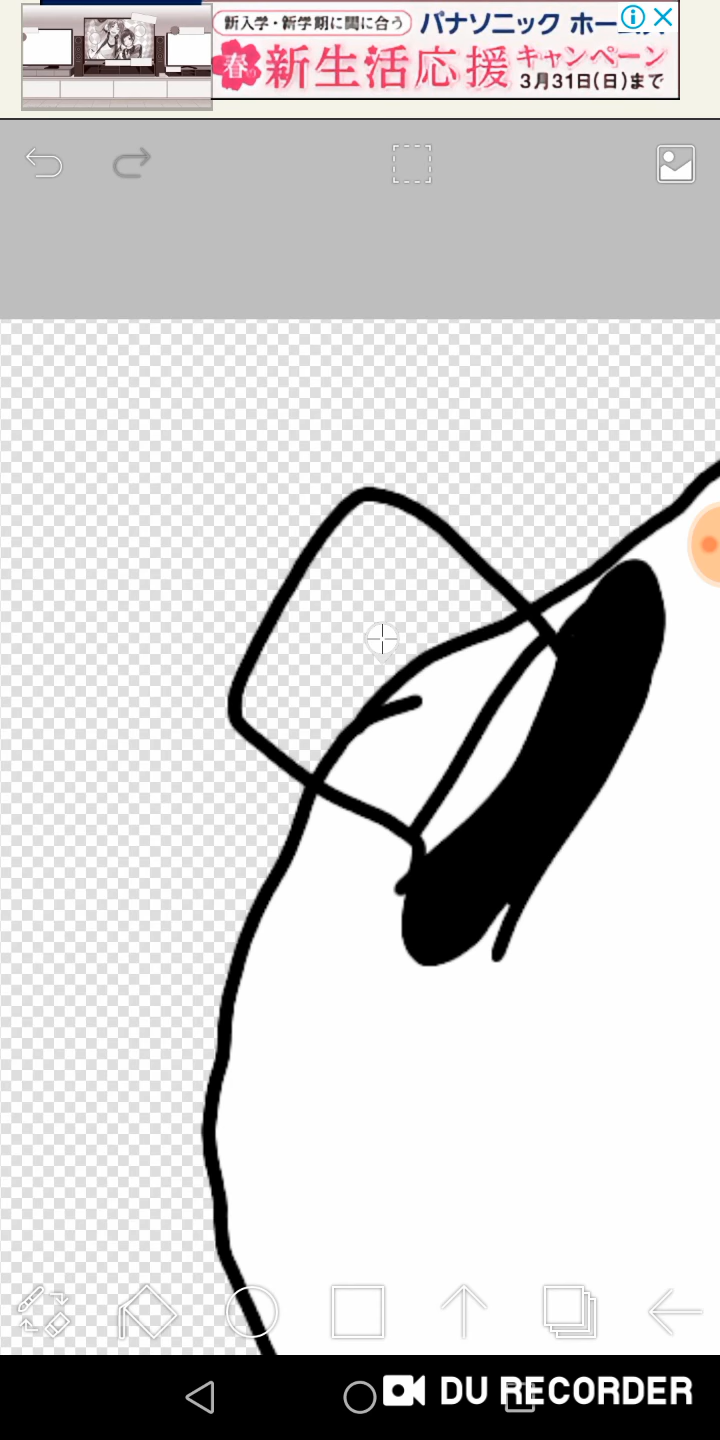 新入学・新学期に間に合う
パナソニック ホー
春の
新生活応援
キャンペーン
3月31日(日)まで
DU RECORDER